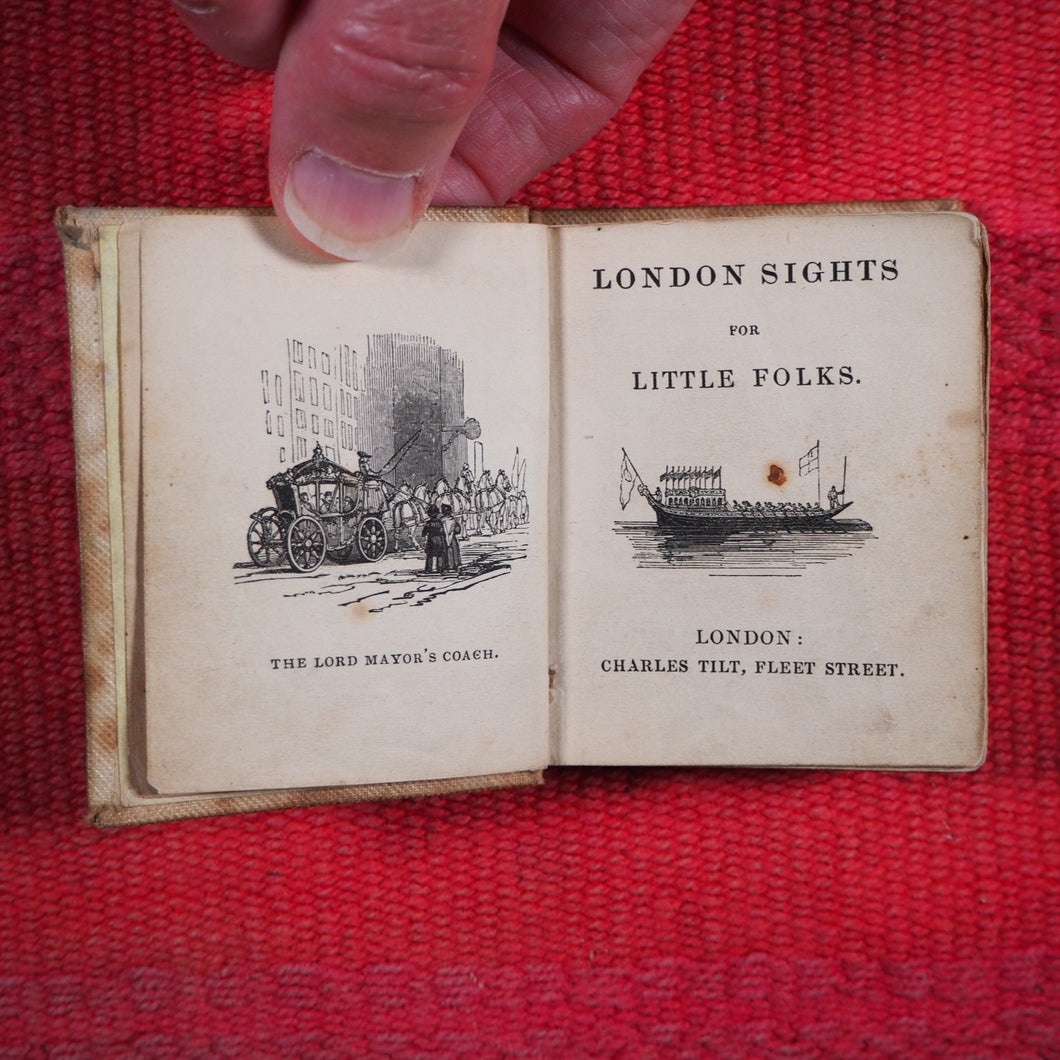 THE LORD MAYOR'S COACH.
LONDON SIGHTS
FOR
LITTLE FOLKS.
LONDON:
CHARLES TILT, FLEET STREET.